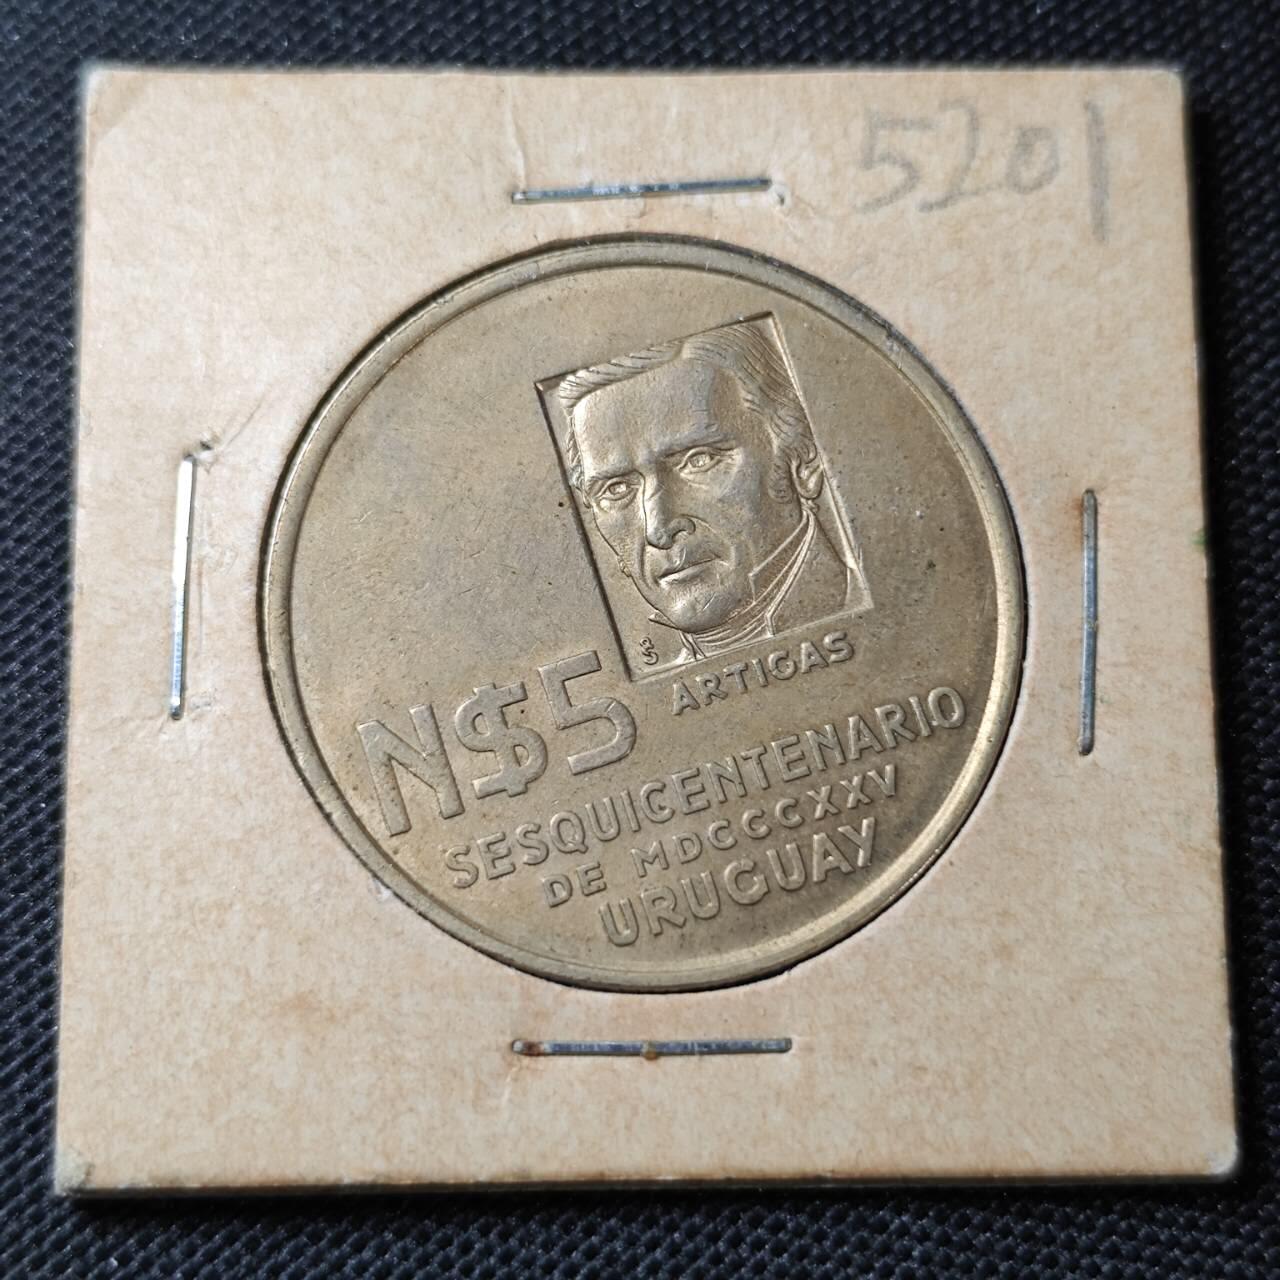 5201
N$5
ARTIGAS
SESQUICENTENARIO
DE MDCCCXXV
URUGUAY